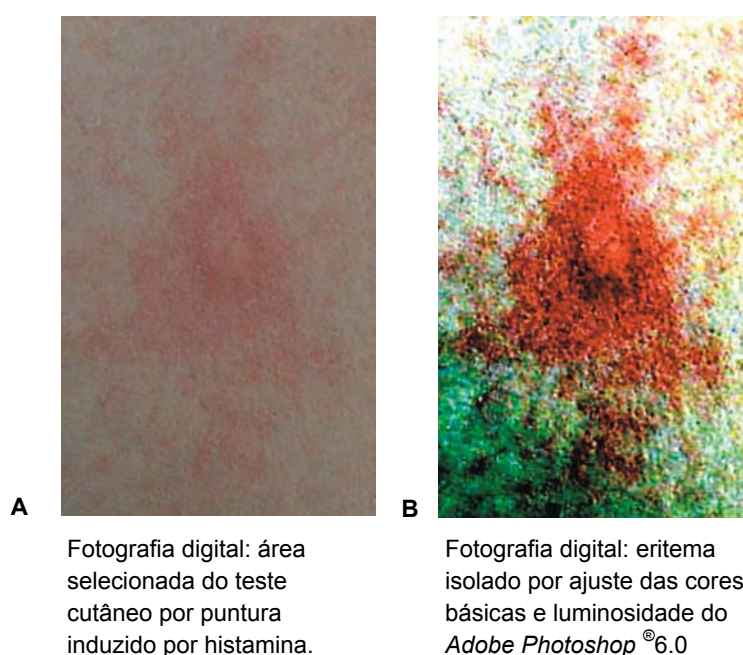 A
Fotografia digital: área
selecionada do teste
cutâneo por puntura
induzido por histamina.
B
Fotografia digital: eritema
isolado por ajuste das cores
básicas e luminosidade do
Adobe Photoshop ®6.0